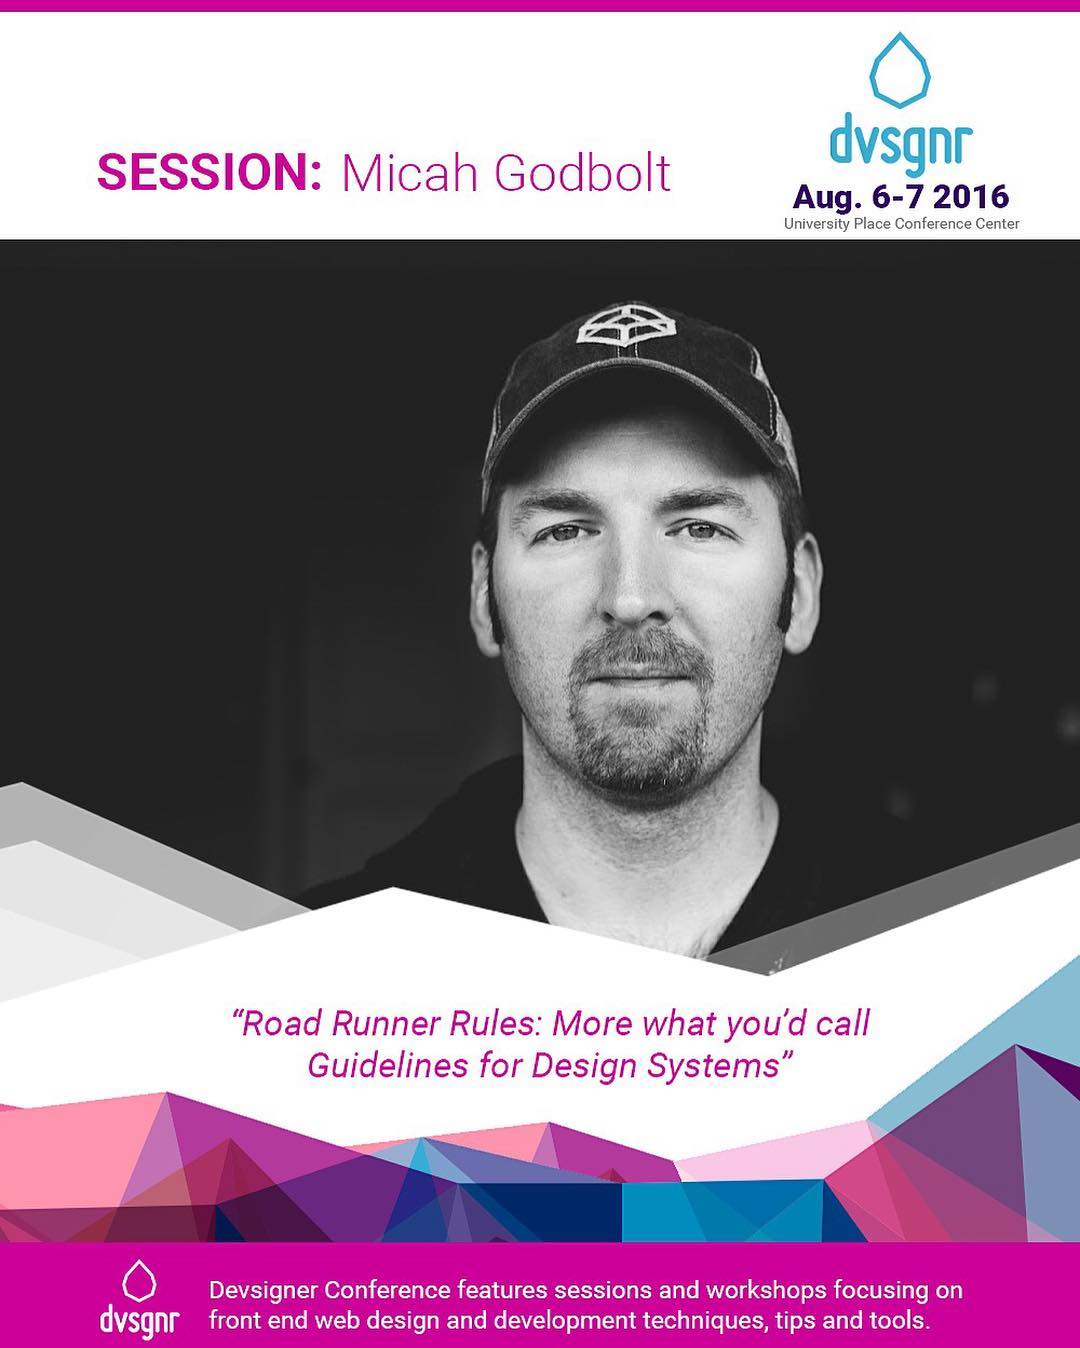 SESSION: Micah Godbolt
dvsgnr
Aug. 6-7 2016
University Place Conference Center
“Road Runner Rules: More what you’d call
Guidelines for Design Systems”
dvsgnr
Devsigner Conference features sessions and workshops focusing on
front end web design and development techniques, tips and tools.